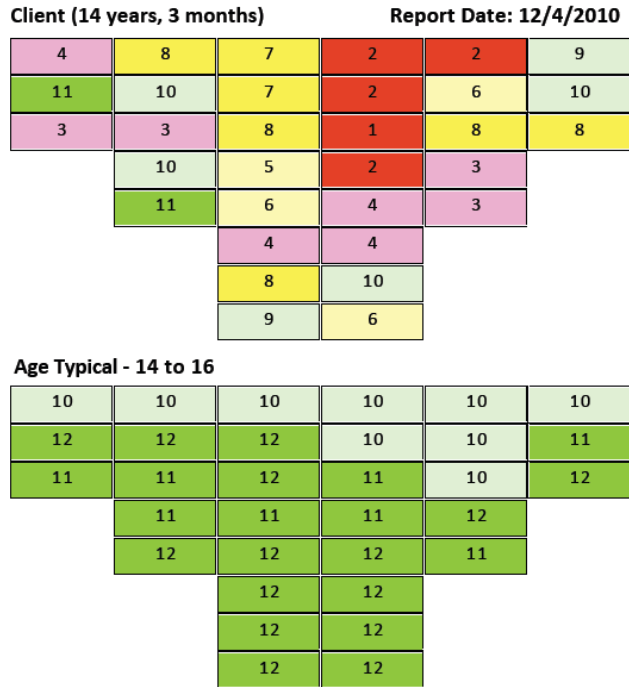 Client (14 years, 3 months) Report Date: 12/4/2010
4 8 7 2 2 9
11 10 7 2 6 10
3 3 8 1 8 8
10 5 2 3
11 6 4 3
4 4
8 10
9 6
Age Typical - 14 to 16
10 10 10 10 10 10
12 12 12 10 10 11
11 11 12 11 10 12
11 11 11 12
12 12 12 11
12 12
12 12
12 12